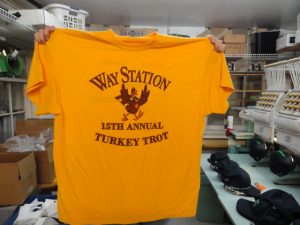 WAY STATION
15TH ANNUAL
TURKEY TROT